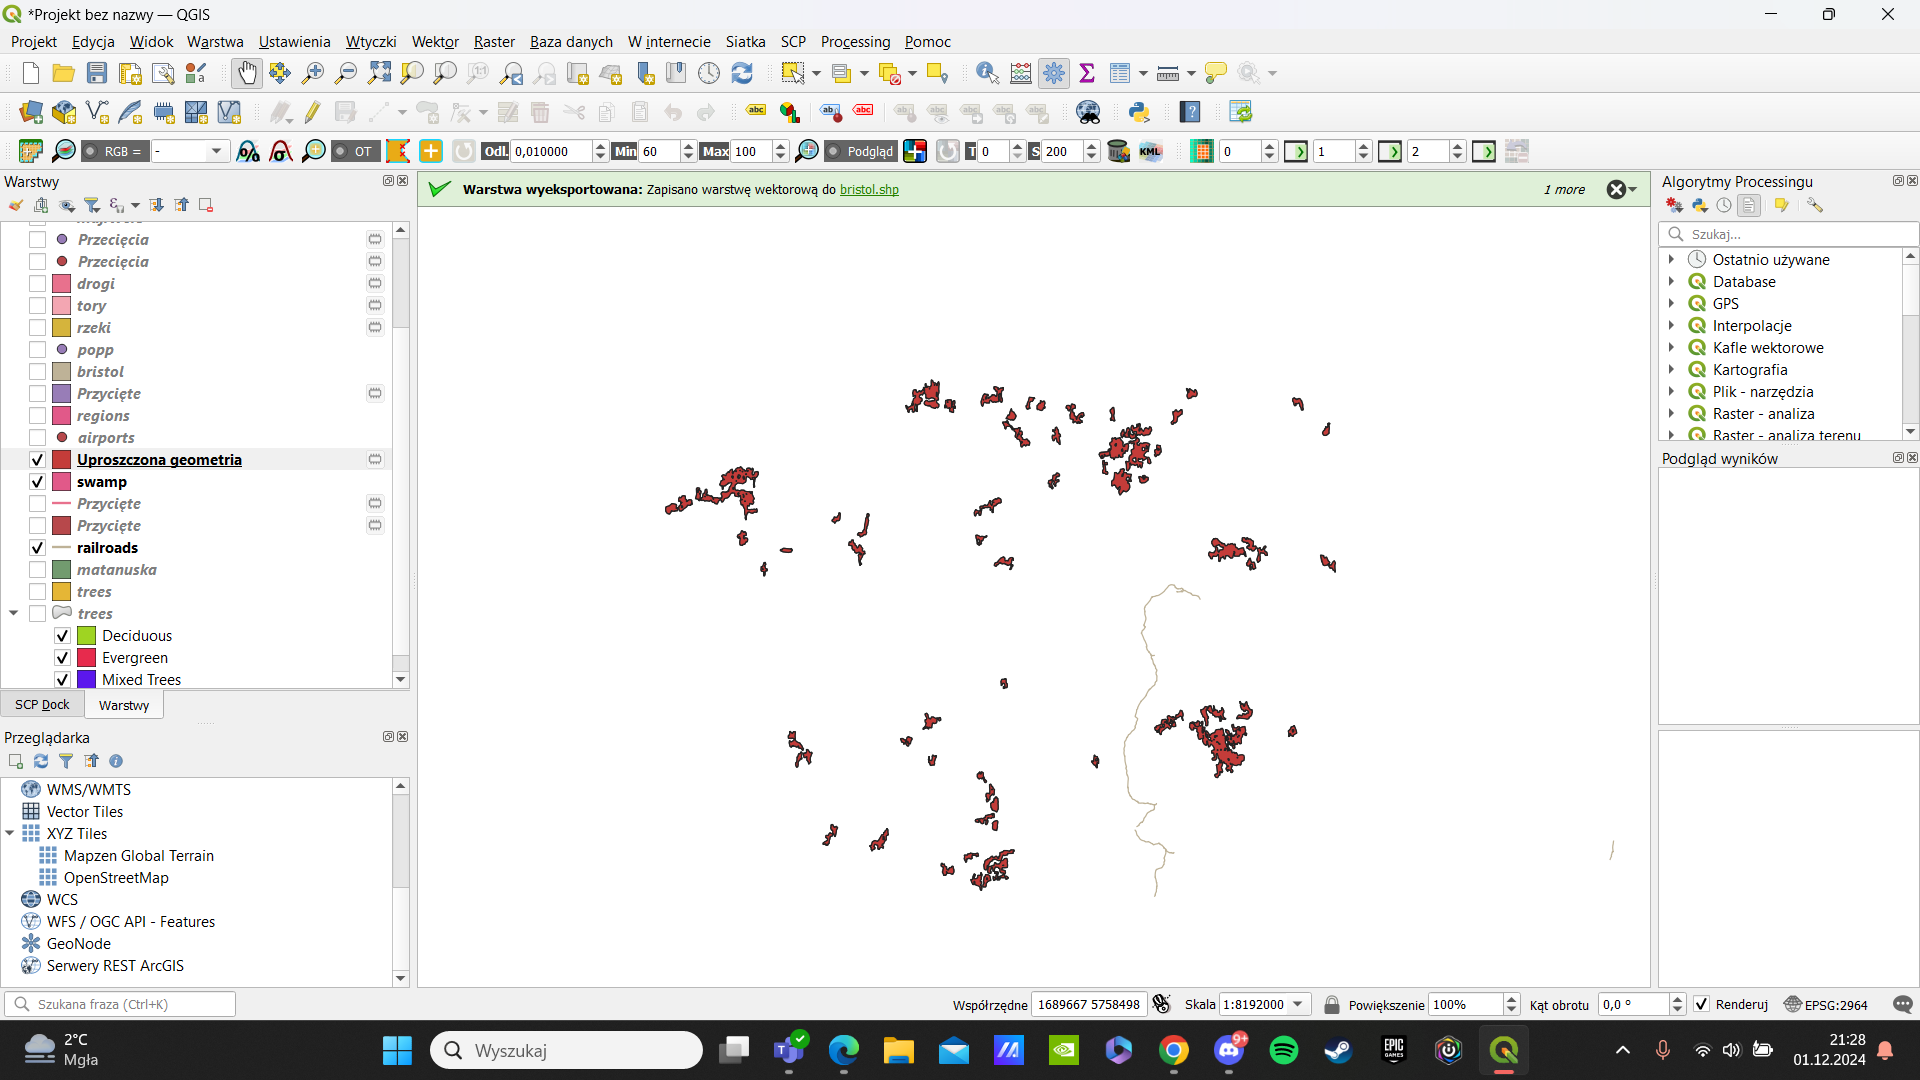 *Projekt bez nazwy — QGIS
Projekt Edycja Widok Warstwa Ustawienia Wtyczki Wektor Raster Baza danych W internecie Siatka SCP Processing Pomoc
RGB = - OT Odl. 0,010000 Min 60 Max 100 Podgląd T 0 S 200 KML 0 1 2
Warstwy
Przecięcia
Przecięcia
drogi
tory
rzeki
popp
bristol
Przycięte
regions
airports
Uproszczona geometria
swamp
Przycięte
Przycięte
railroads
matanuska
trees
trees
Deciduous
Evergreen
Mixed Trees
SCP Dock Warstwy
Przeglądarka
WMS/WMTS
Vector Tiles
XYZ Tiles
Mapzen Global Terrain
OpenStreetMap
WCS
WFS / OGC API - Features
GeoNode
Serwery REST ArcGIS
Warstwa wyeksportowana: Zapisano warstwę wektorową do bristol.shp 1 more
Algorytmy Processingu
Szukaj...
Ostatnio używane
Database
GPS
Interpolacje
Kafle wektorowe
Kartografia
Plik - narzędzia
Raster - analiza
Raster - analiza terenu
Podgląd wyników
Szukana fraza (Ctrl+K) Współrzędne 1689667 5758498 Skala 1:8192000 Powiększenie 100% Kąt obrotu 0,0 ° Renderuj EPSG:2964
2°C
Mgła
Wyszukaj
9+
EPIC GAMES
21:28
01.12.2024